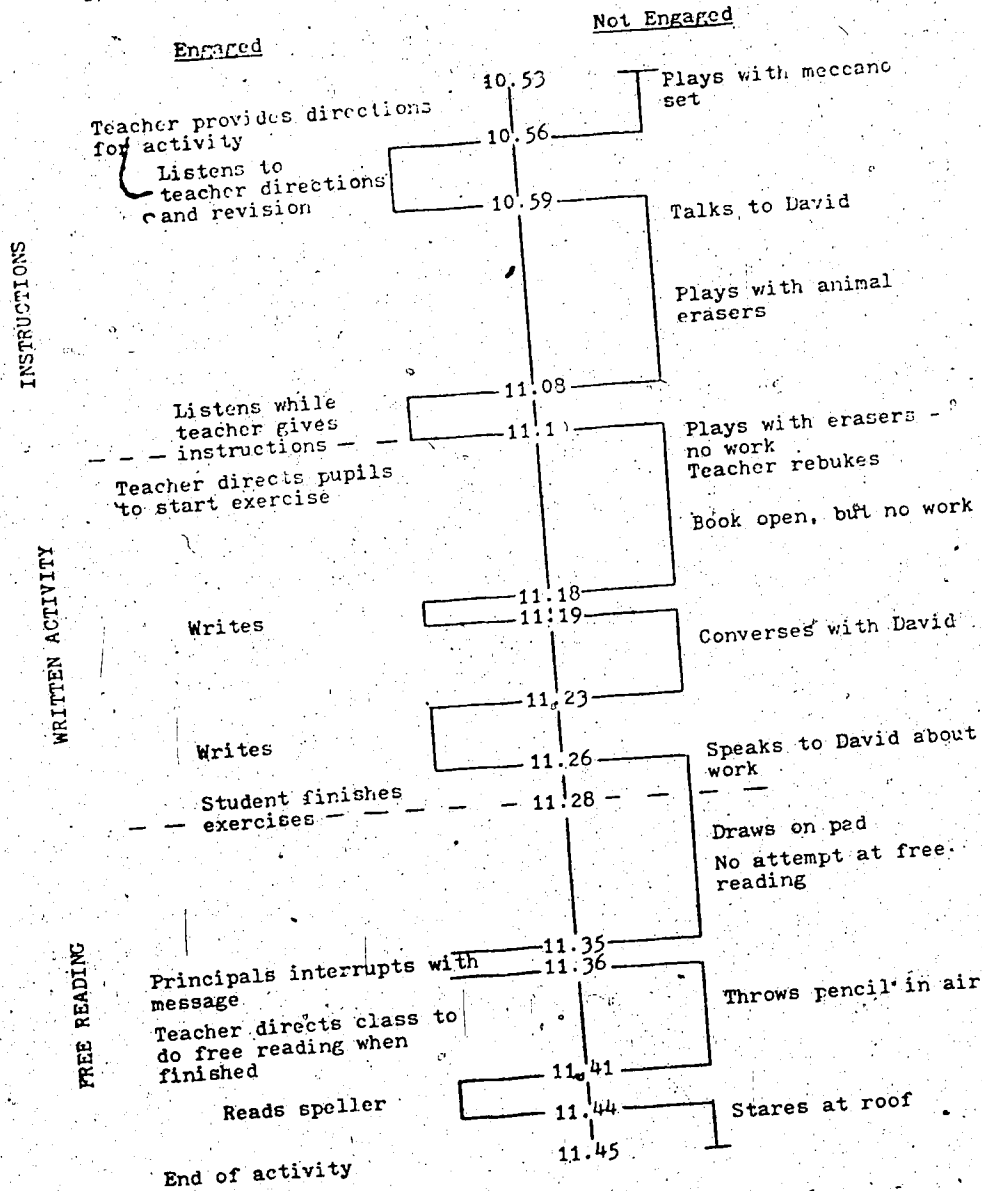 Engaged
Not Engaged
10.53
Plays with meccano
set
Teacher provides directions
for activity
10.56
Listens to
teacher directions
and revision
10.59
Talks to David
Plays with animal
erasers
INSTRUCTIONS
11.08
Listens while
teacher gives
instructions
11.1
Plays with erasers -
no work
Teacher rebukes
Teacher directs pupils
to start exercise
Book open, but no work
WRITTEN ACTIVITY
11.18
11.19
Writes
Converses with David
11.23
Writes
11.26
Speaks to David about
work
Student finishes
exercises
11.28
Draws on pad
No attempt at free
reading
FREE READING
11.35
Principals interrupts with
message
11.36
Throws pencil in air
Teacher directs class to
do free reading when
finished
11.41
Reads speller
11.44
Stares at roof
11.45
End of activity